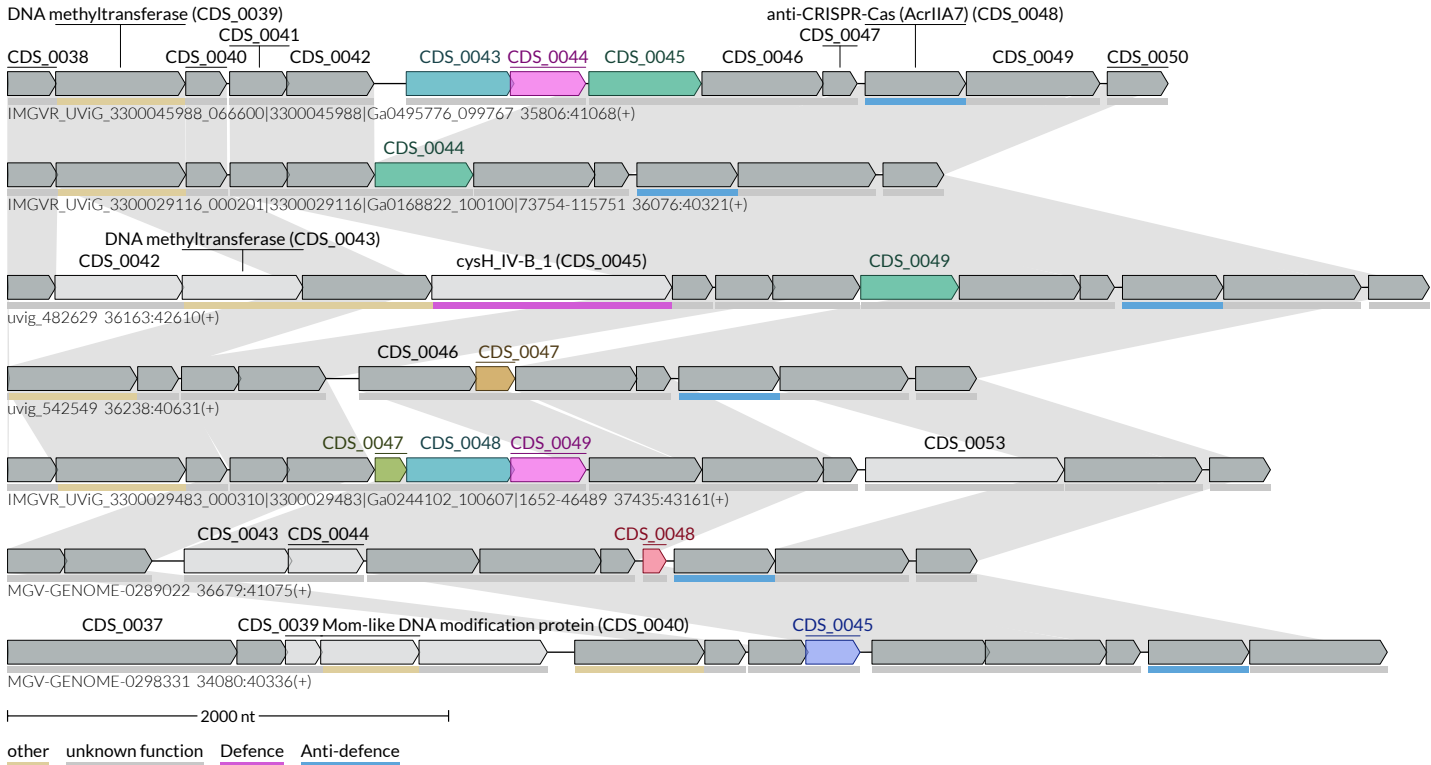 DNA methyltransferase (CDS_0039)
anti-CRISPR-Cas (AcrIIA7) (CDS_0048)
CDS_0041
CDS_0047
CDS_0038
CDS_0040
CDS_0042
CDS_0043
CDS_0044
CDS_0045
CDS_0046
CDS_0049
CDS_0050
IMGVR_UViG_3300045988_066600|3300045988|Ga0495776_099767 35806:41068(+)
CDS_0044
IMGVR_UViG_3300029116_000201|3300029116|Ga0168822_100100|73754-115751 36076:40321(+)
DNA methyltransferase (CDS_0043)
CDS_0042
cysH_IV-B_1 (CDS_0045)
CDS_0049
uvig_482629 36163:42610(+)
CDS_0046
CDS_0047
uvig_542549 36238:40631(+)
CDS_0047
CDS_0048
CDS_0049
CDS_0053
IMGVR_UViG_3300029483_000310|3300029483|Ga0244102_100607|1652-46489 37435:43161(+)
CDS_0043
CDS_0044
CDS_0048
MGV-GENOME-0289022 36679:41075(+)
CDS_0037
CDS_0039
Mom-like DNA modification protein (CDS_0040)
CDS_0045
MGV-GENOME-0298331 34080:40336(+)
2000 nt
other
unknown function
Defence
Anti-defence